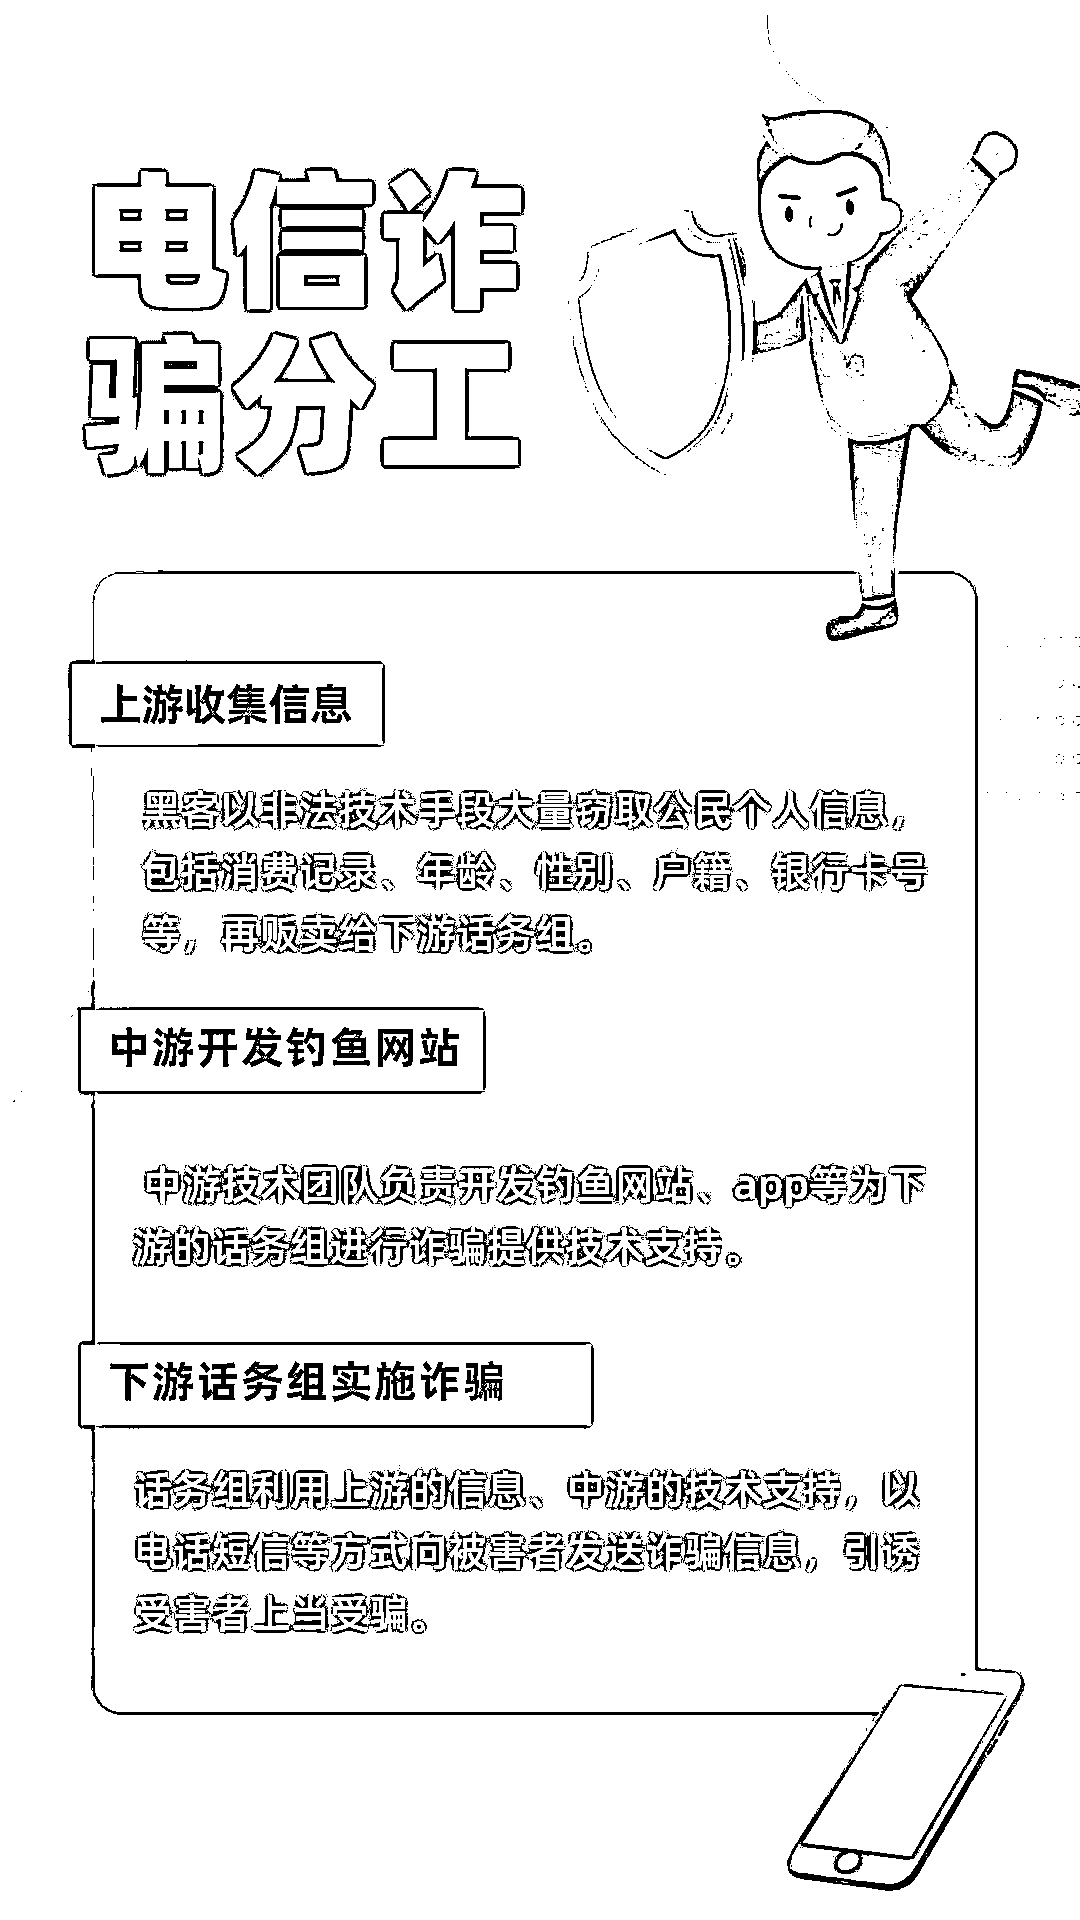 电信诈
骗分工
上游收集信息
黑客以非法技术手段大量窃取公民个人信息，
包括消费记录、年龄、性别、户籍、银行卡号
等，再贩卖给下游话务组。
中游开发钓鱼网站
中游技术团队负责开发钓鱼网站、app等为下
游的话务组进行诈骗提供技术支持。
下游话务组实施诈骗
话务组利用上游的信息、中游的技术支持，以
电话短信等方式向被害者发送诈骗信息，引诱
受害者上当受骗。